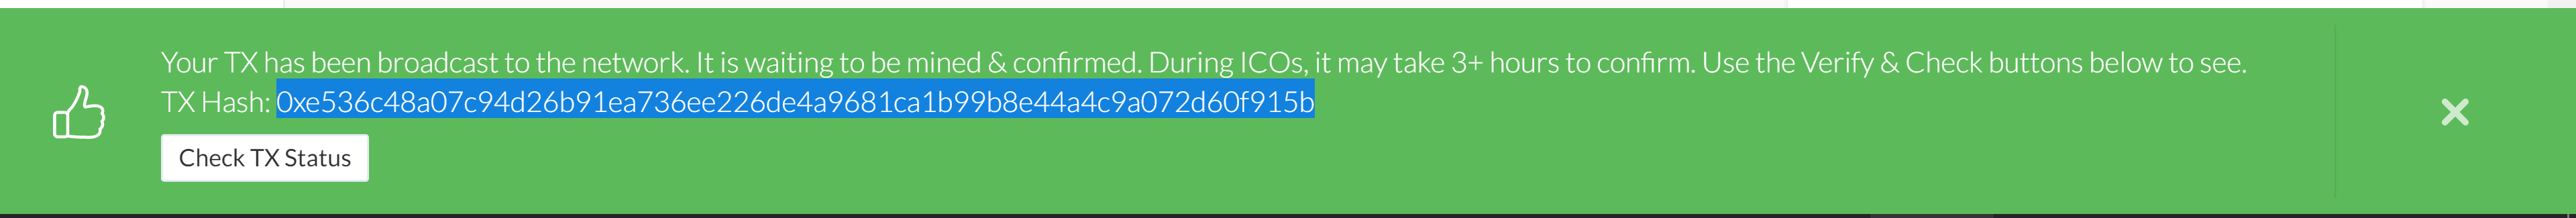 Your TX has been broadcast to the network. It is waiting to be mined & confirmed. During ICOs, it may take 3+ hours to confirm. Use the Verify & Check buttons below to see.
TX Hash: 0xe536c48a07c94d26b91ea736ee226de4a9681ca1b99b8e44a4c9a072d60f915b
Check TX Status